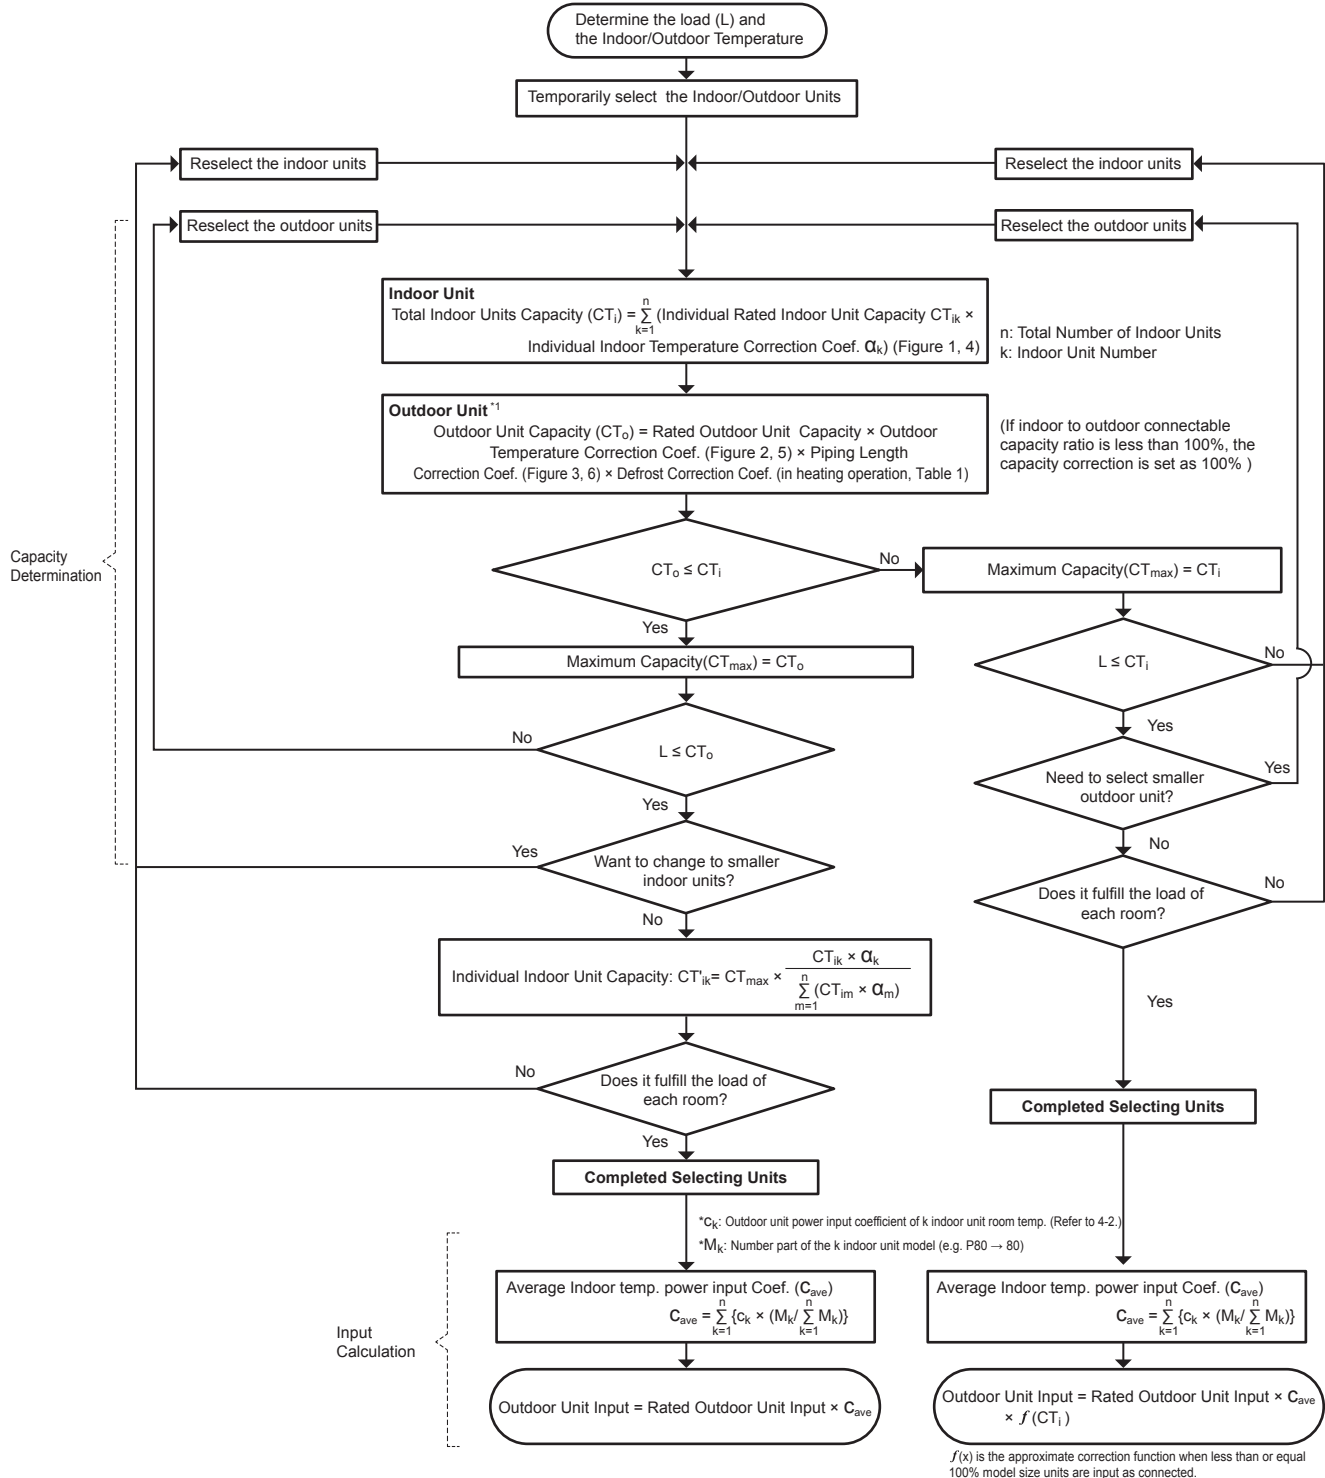 Determine the load (L) and
the Indoor/Outdoor Temperature
Temporarily select the Indoor/Outdoor Units
Reselect the indoor units
Reselect the indoor units
Reselect the outdoor units
Reselect the outdoor units
Indoor Unit
Total Indoor Units Capacity (CTi) = n∑k=1 (Individual Rated Indoor Unit Capacity CTik ×
Individual Indoor Temperature Correction Coef. αk) (Figure 1, 4)
n: Total Number of Indoor Units
k: Indoor Unit Number
Outdoor Unit *1
Outdoor Unit Capacity (CTo) = Rated Outdoor Unit Capacity × Outdoor
Temperature Correction Coef. (Figure 2, 5) × Piping Length
Correction Coef. (Figure 3, 6) × Defrost Correction Coef. (in heating operation, Table 1)
(If indoor to outdoor connectable
capacity ratio is less than 100%, the
capacity correction is set as 100% )
Capacity
Determination
CTo ≤ CTi
No
Maximum Capacity(CTmax) = CTi
Yes
Maximum Capacity(CTmax) = CTo
L ≤ CTi
No
Yes
No
L ≤ CTo
Yes
Need to select smaller
outdoor unit?
Yes
No
Yes
Want to change to smaller
indoor units?
No
Does it fulfill the load of
each room?
No
Yes
Individual Indoor Unit Capacity: CT'ik= CTmax ×
CTik × αk
n∑m=1 (CTim × αm)
No
Does it fulfill the load of
each room?
Yes
Completed Selecting Units
Completed Selecting Units
*ck: Outdoor unit power input coefficient of k indoor unit room temp. (Refer to 4-2.)
*Mk: Number part of the k indoor unit model (e.g. P80 → 80)
Input
Calculation
Average Indoor temp. power input Coef. (Cave)
Cave = n∑k=1 {ck × (Mk/ n∑k=1 Mk)}
Average Indoor temp. power input Coef. (Cave)
Cave = n∑k=1 {ck × (Mk/ n∑k=1 Mk)}
Outdoor Unit Input = Rated Outdoor Unit Input × Cave
Outdoor Unit Input = Rated Outdoor Unit Input × Cave
× f (CTi )
f(x) is the approximate correction function when less than or equal
100% model size units are input as connected.